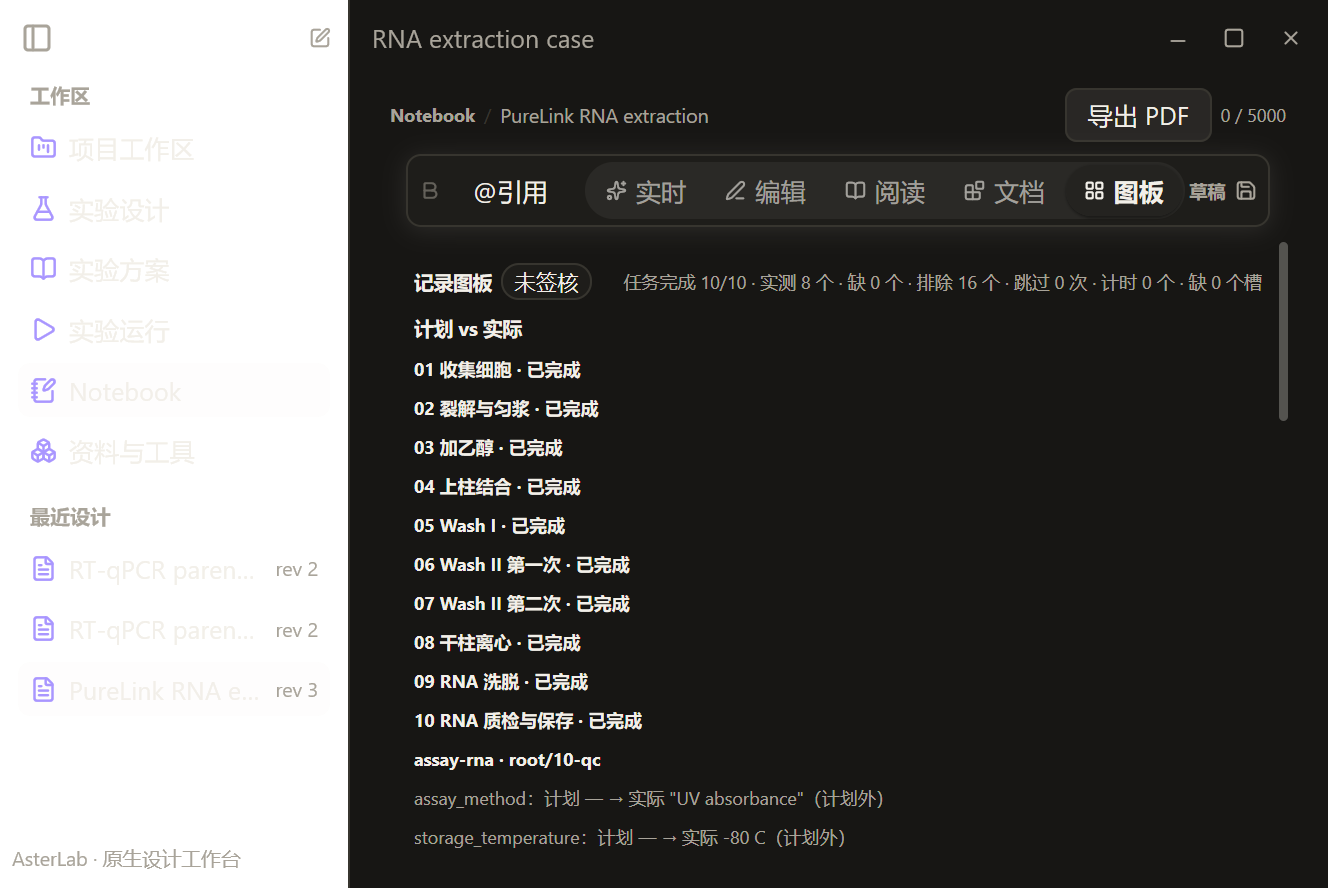 RNA extraction case
工作区
项目工作区
实验设计
实验方案
实验运行
Notebook
资料与工具
最近设计
RT-qPCR paren... rev 2
RT-qPCR paren... rev 2
PureLink RNA e... rev 3
AsterLab · 原生设计工作台
Notebook / PureLink RNA extraction
导出 PDF 0 / 5000
B @引用 实时 编辑 阅读 文档 图板 草稿
记录图板 未签核 任务完成 10/10 · 实测 8 个 · 缺 0 个 · 排除 16 个 · 跳过 0 次 · 计时 0 个 · 缺 0 个槽
计划 vs 实际
01 收集细胞 · 已完成
02 裂解与匀浆 · 已完成
03 加乙醇 · 已完成
04 上柱结合 · 已完成
05 Wash I · 已完成
06 Wash II 第一次 · 已完成
07 Wash II 第二次 · 已完成
08 干柱离心 · 已完成
09 RNA 洗脱 · 已完成
10 RNA 质检与保存 · 已完成
assay-rna · root/10-qc
assay_method：计划 — → 实际 "UV absorbance"（计划外）
storage_temperature：计划 — → 实际 -80 C（计划外）